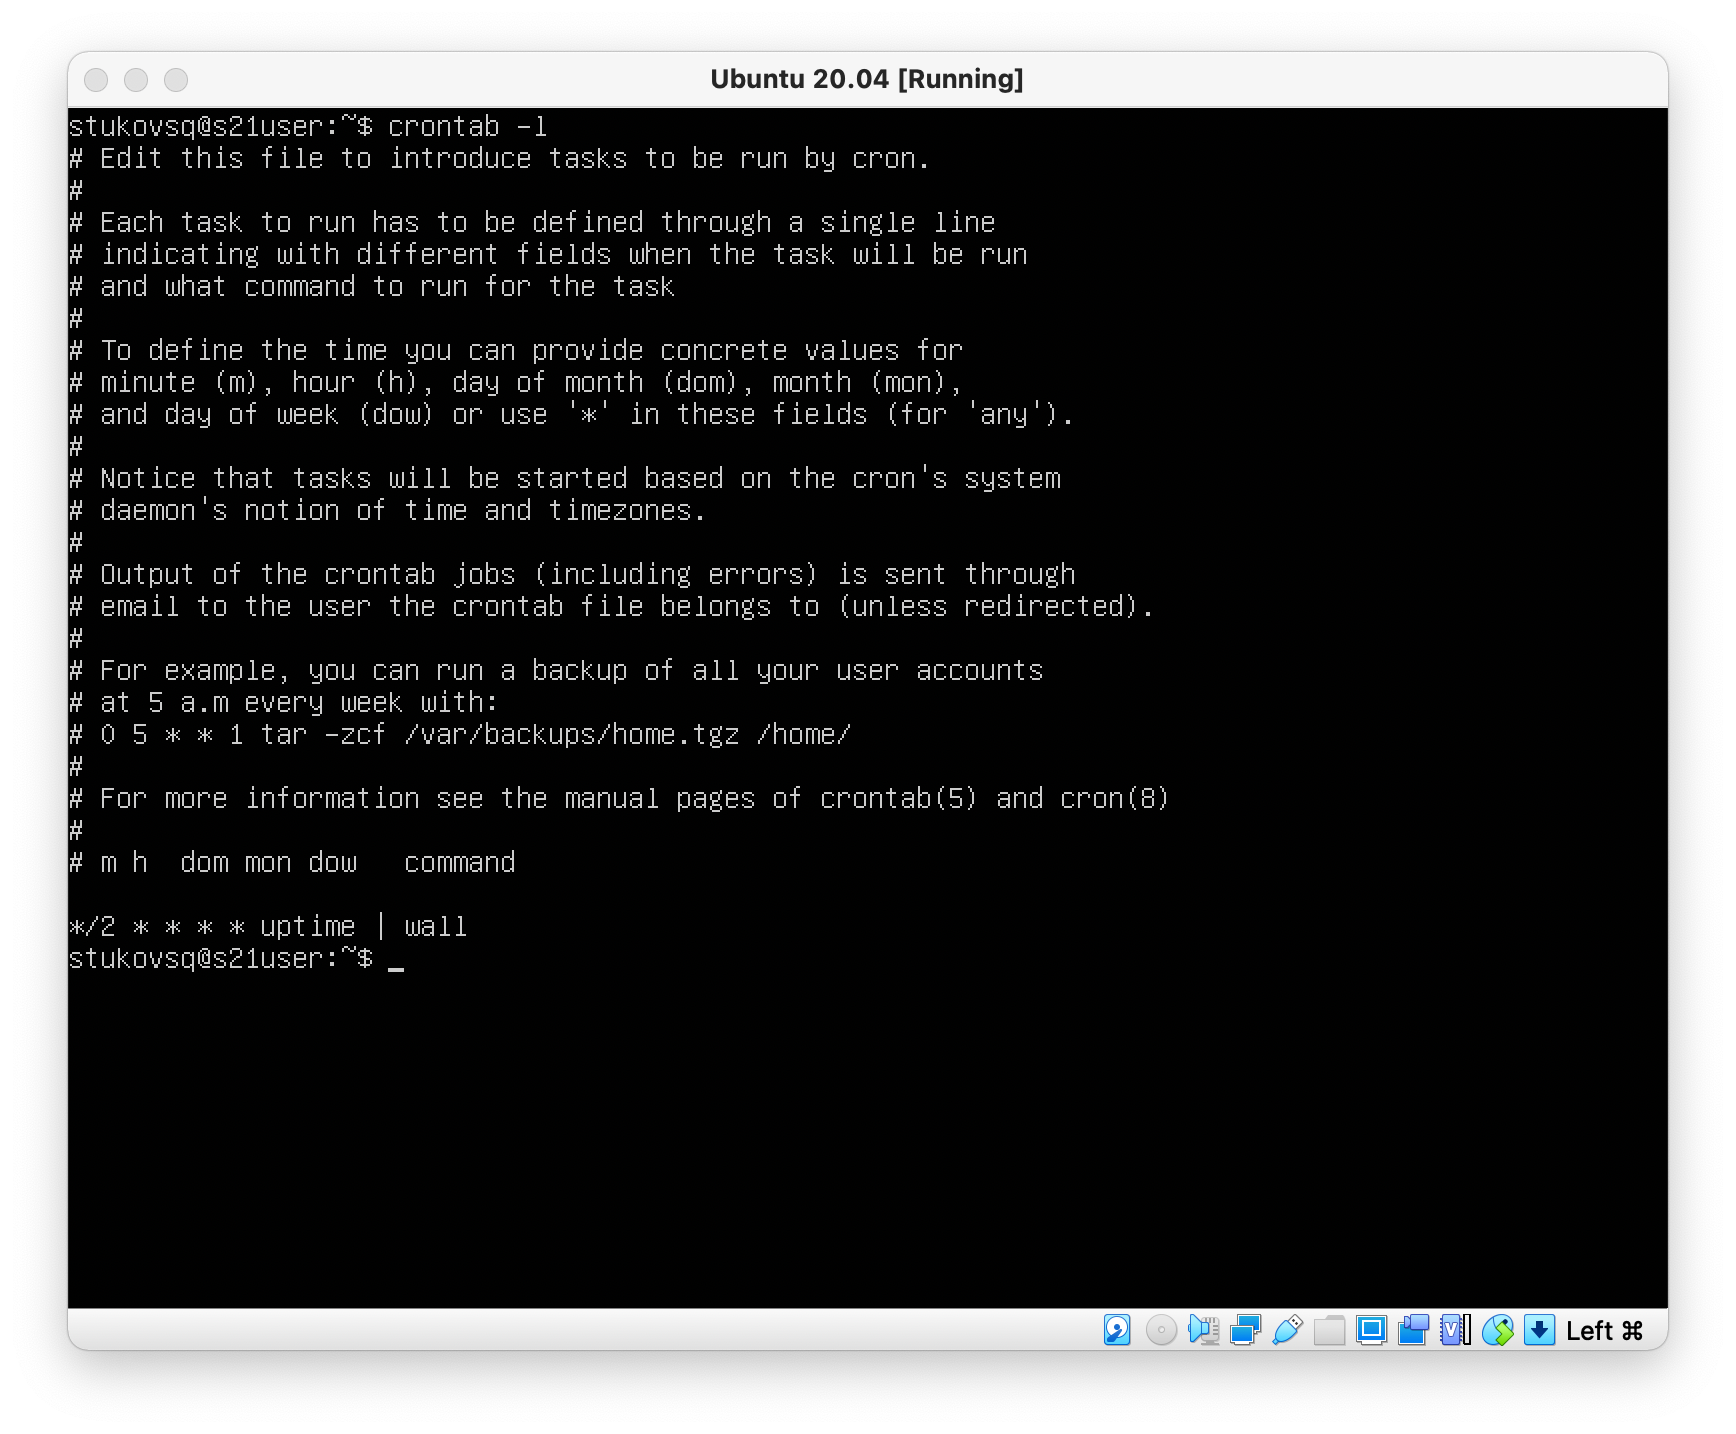 Ubuntu 20.04 [Running]
stukovsq@s21user:~$ crontab -l
# Edit this file to introduce tasks to be run by cron.
#
# Each task to run has to be defined through a single line
# indicating with different fields when the task will be run
# and what command to run for the task
#
# To define the time you can provide concrete values for
# minute (m), hour (h), day of month (dom), month (mon),
# and day of week (dow) or use '*' in these fields (for 'any').
#
# Notice that tasks will be started based on the cron's system
# daemon's notion of time and timezones.
#
# Output of the crontab jobs (including errors) is sent through
# email to the user the crontab file belongs to (unless redirected).
#
# For example, you can run a backup of all your user accounts
# at 5 a.m every week with:
# 0 5 * * 1 tar -zcf /var/backups/home.tgz /home/
#
# For more information see the manual pages of crontab(5) and cron(8)
#
# m h  dom mon dow   command

*/2 * * * * uptime | wall
stukovsq@s21user:~$ _
Left ⌘